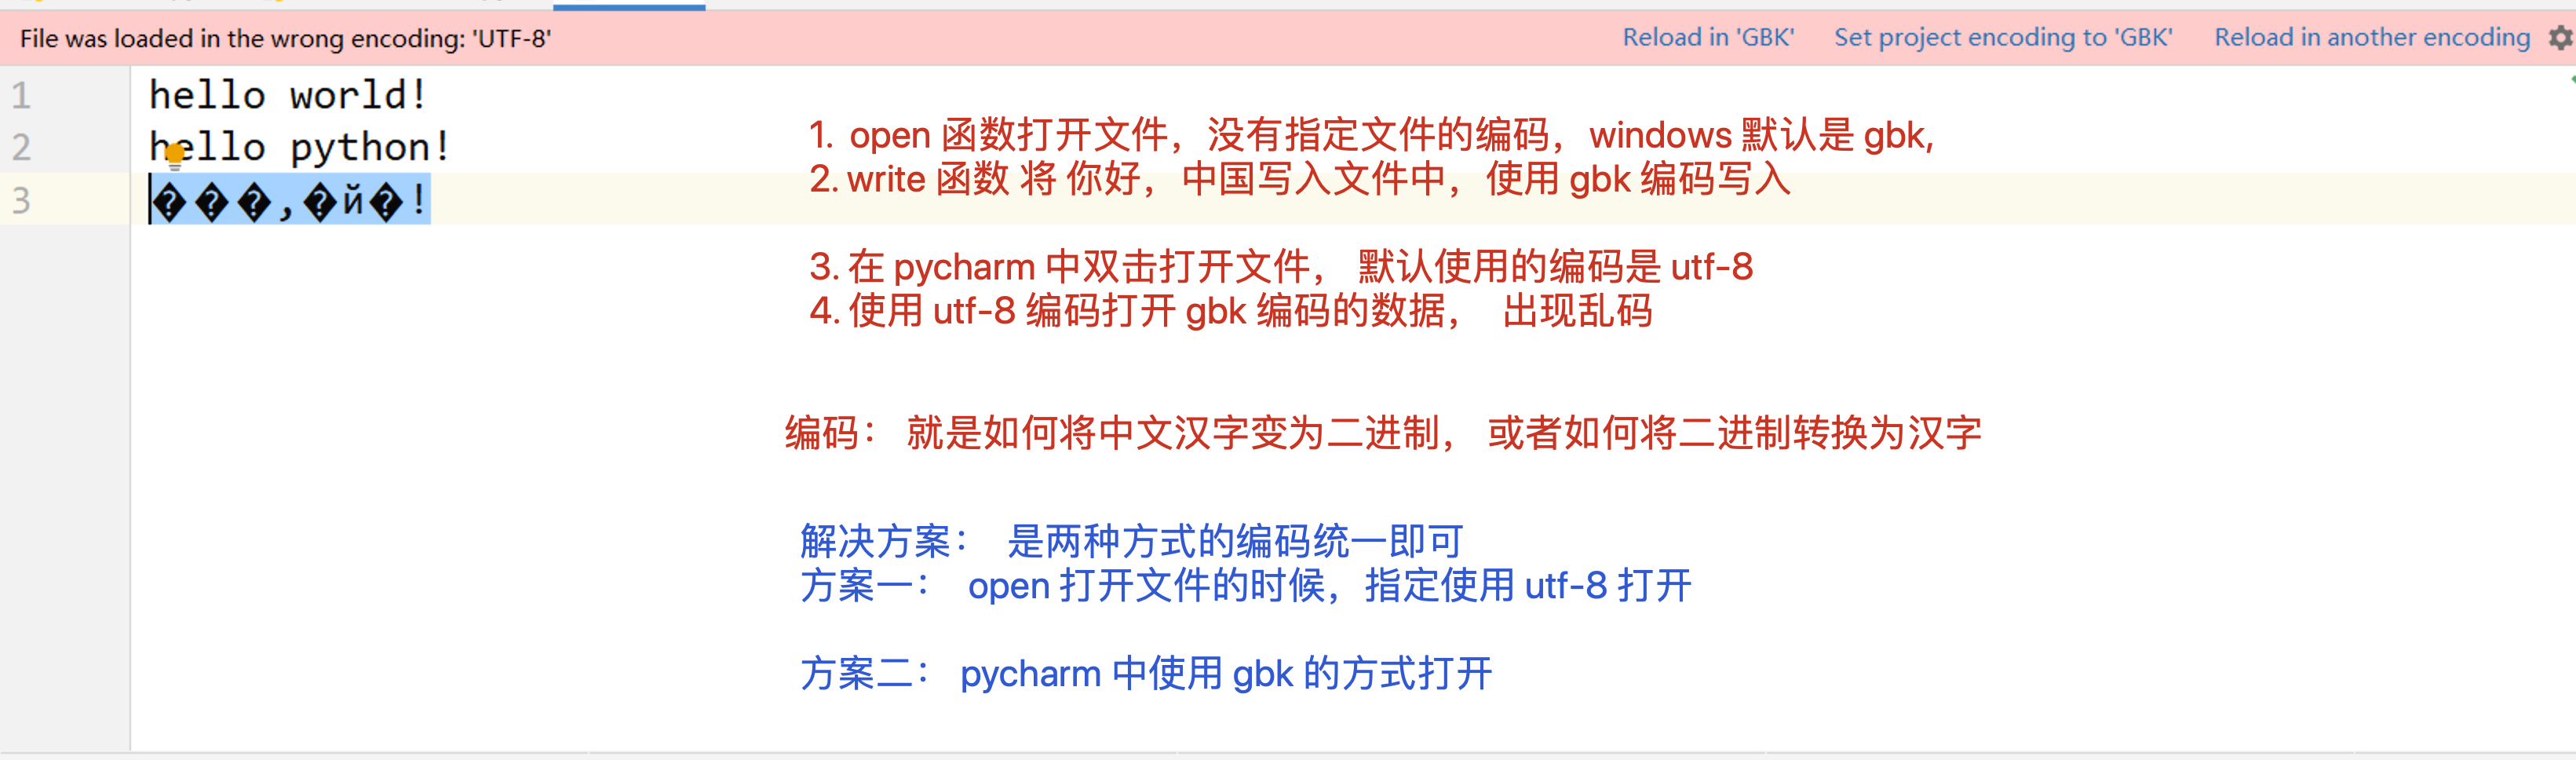 File was loaded in the wrong encoding: 'UTF-8' Reload in 'GBK' Set project encoding to 'GBK' Reload in another encoding
1 hello world!
2 hello python!
3 ���,�й�!
1. open 函数打开文件，没有指定文件的编码，windows 默认是 gbk,
2. write 函数 将 你好，中国写入文件中，使用 gbk 编码写入
3. 在 pycharm 中双击打开文件， 默认使用的编码是 utf-8
4. 使用 utf-8 编码打开 gbk 编码的数据， 出现乱码
编码： 就是如何将中文汉字变为二进制， 或者如何将二进制转换为汉字
解决方案： 是两种方式的编码统一即可
方案一： open 打开文件的时候，指定使用 utf-8 打开
方案二： pycharm 中使用 gbk 的方式打开